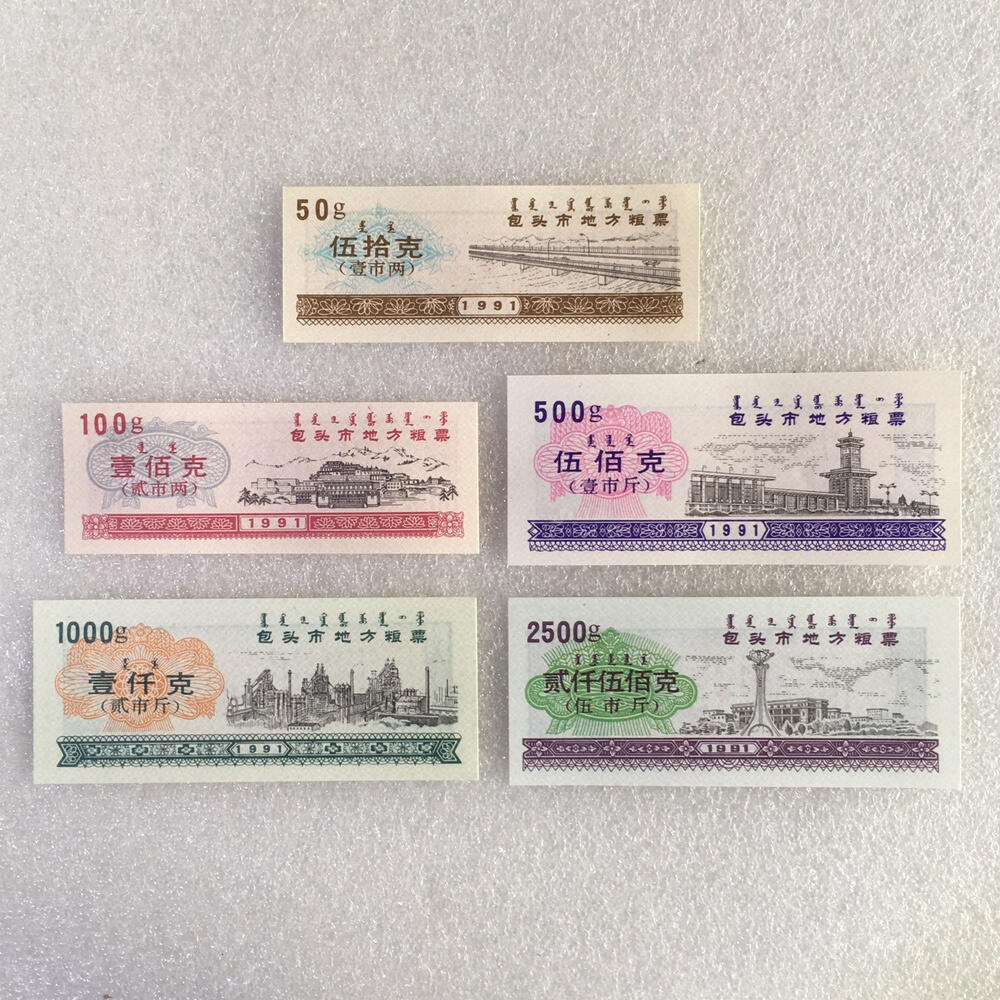 50g
包头市地方粮票
伍拾克
(壹市两)
1991
100g
包头市地方粮票
壹佰克
(贰市两)
1991
500g
包头市地方粮票
伍佰克
(壹市斤)
1991
1000g
包头市地方粮票
壹仟克
(贰市斤)
1991
2500g
包头市地方粮票
贰仟伍佰克
(伍市斤)
1991